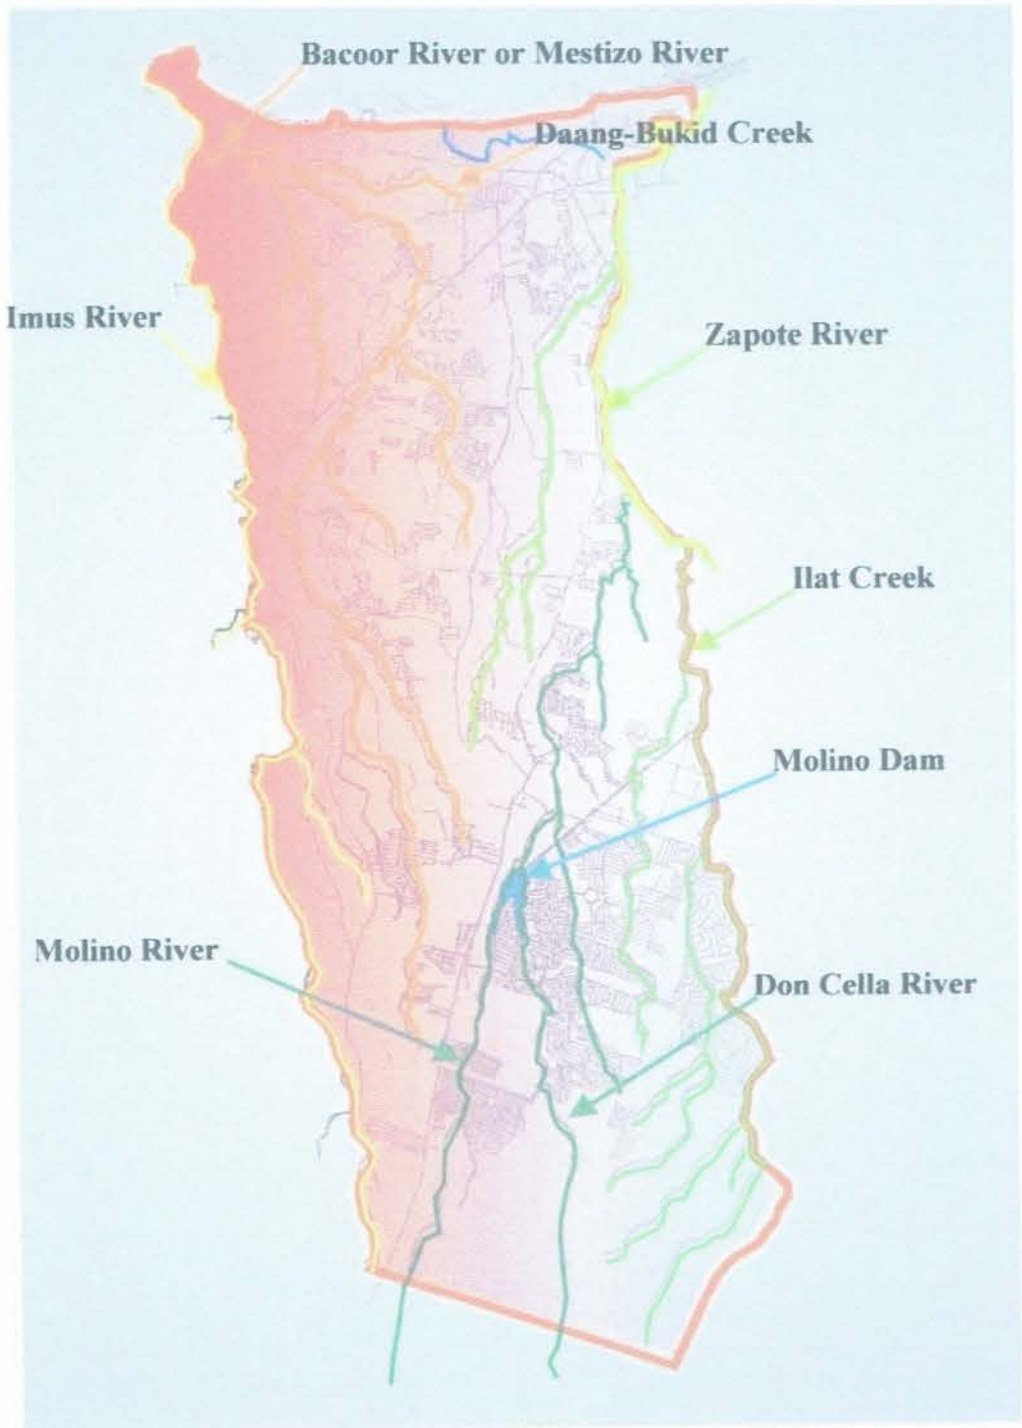 Bacoor River or Mestizo River
Daang-Bukid Creek
Imus River
Zapote River
Ilat Creek
Molino Dam
Molino River
Don Cella River